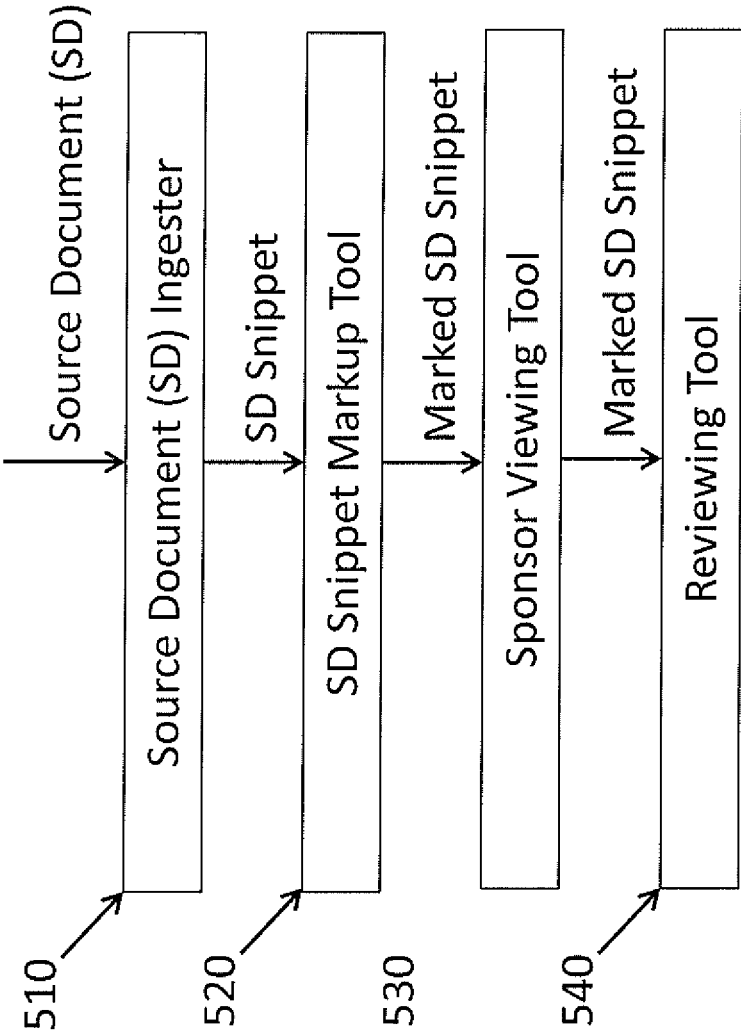 Source Document (SD)
510
Source Document (SD) Ingester
SD Snippet
520
SD Snippet Markup Tool
Marked SD Snippet
530
Sponsor Viewing Tool
Marked SD Snippet
540
Reviewing Tool